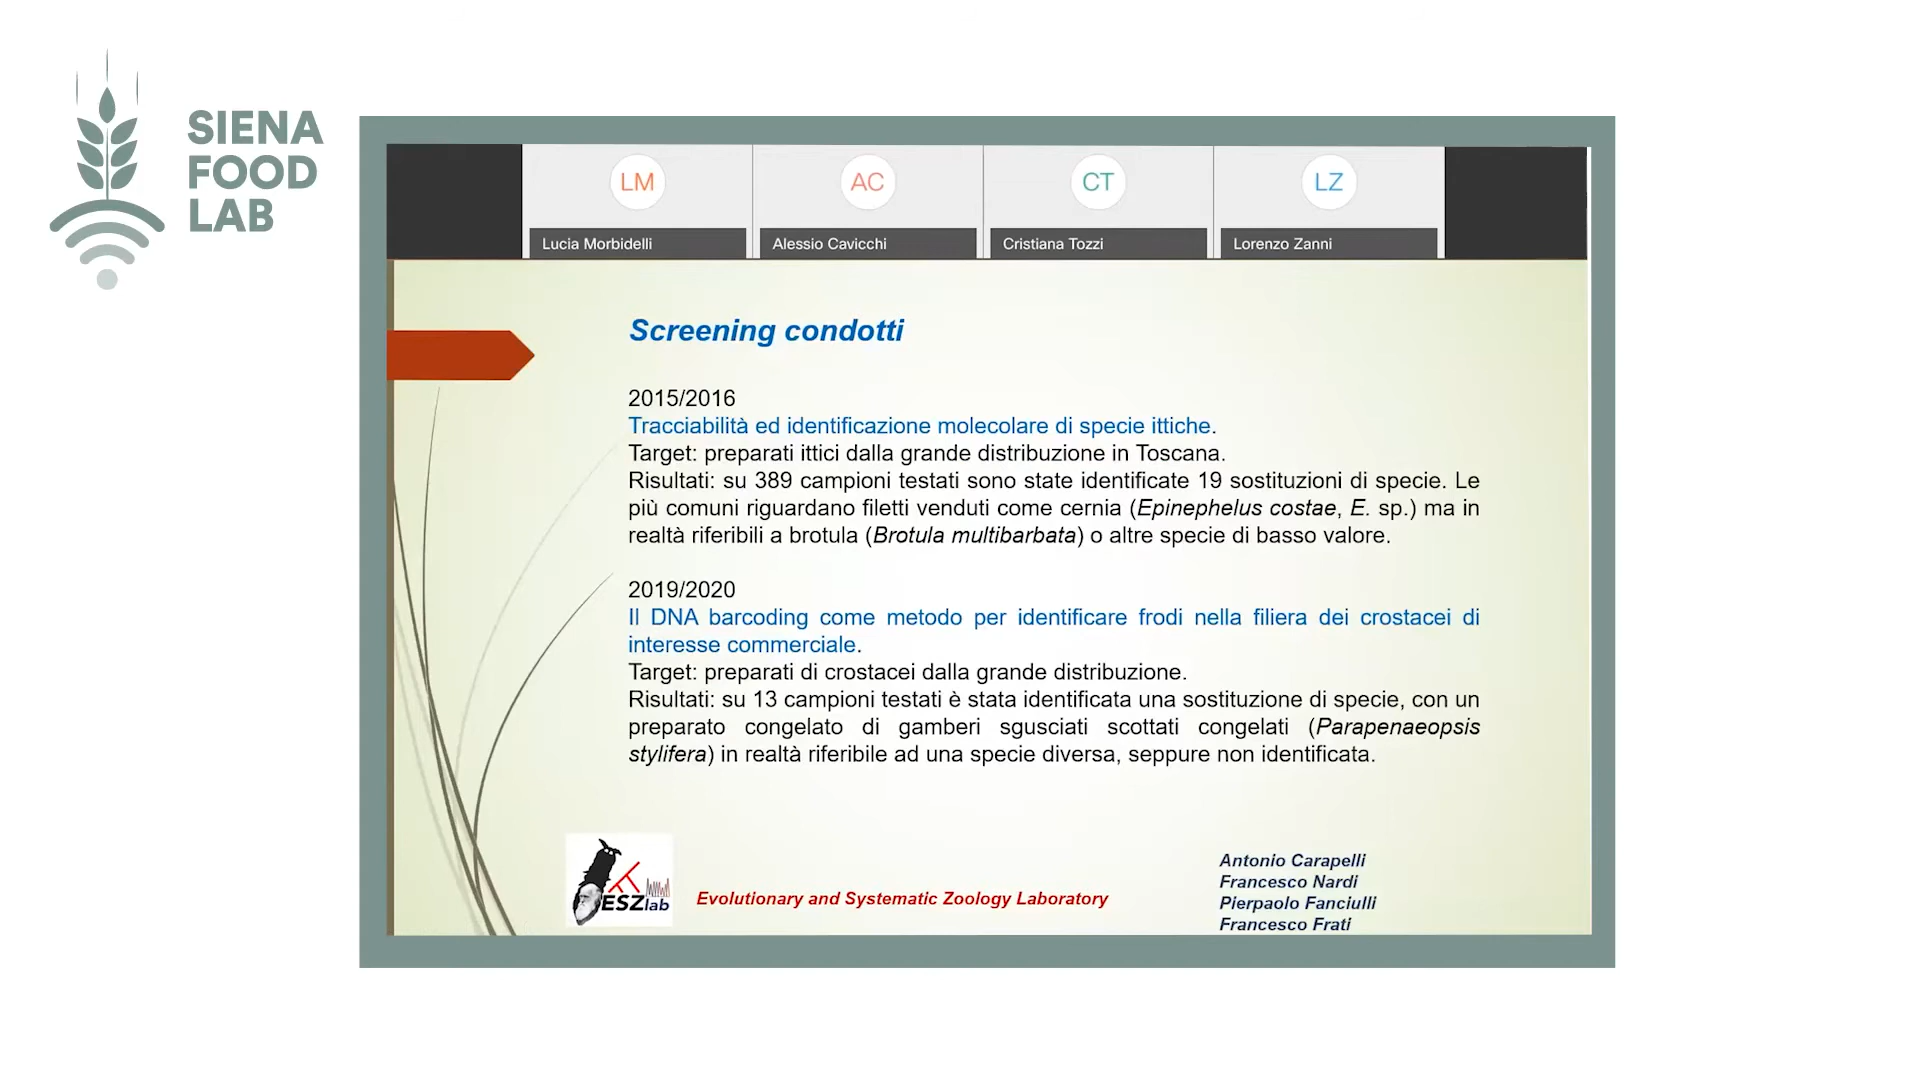 SIENA
FOOD
LAB
LM
AC
CT
LZ
Lucia Morbidelli
Alessio Cavicchi
Cristiana Tozzi
Lorenzo Zanni
Screening condotti
2015/2016
Tracciabilità ed identificazione molecolare di specie ittiche.
Target: preparati ittici dalla grande distribuzione in Toscana.
Risultati: su 389 campioni testati sono state identificate 19 sostituzioni di specie. Le
più comuni riguardano filetti venduti come cernia (Epinephelus costae, E. sp.) ma in
realtà riferibili a brotula (Brotula multibarbata) o altre specie di basso valore.
2019/2020
Il DNA barcoding come metodo per identificare frodi nella filiera dei crostacei di
interesse commerciale.
Target: preparati di crostacei dalla grande distribuzione.
Risultati: su 13 campioni testati è stata identificata una sostituzione di specie, con un
preparato congelato di gamberi sgusciati scottati congelati (Parapenaeopsis
stylifera) in realtà riferibile ad una specie diversa, seppure non identificata.
ESZlab
Evolutionary and Systematic Zoology Laboratory
Antonio Carapelli
Francesco Nardi
Pierpaolo Fanciulli
Francesco Frati